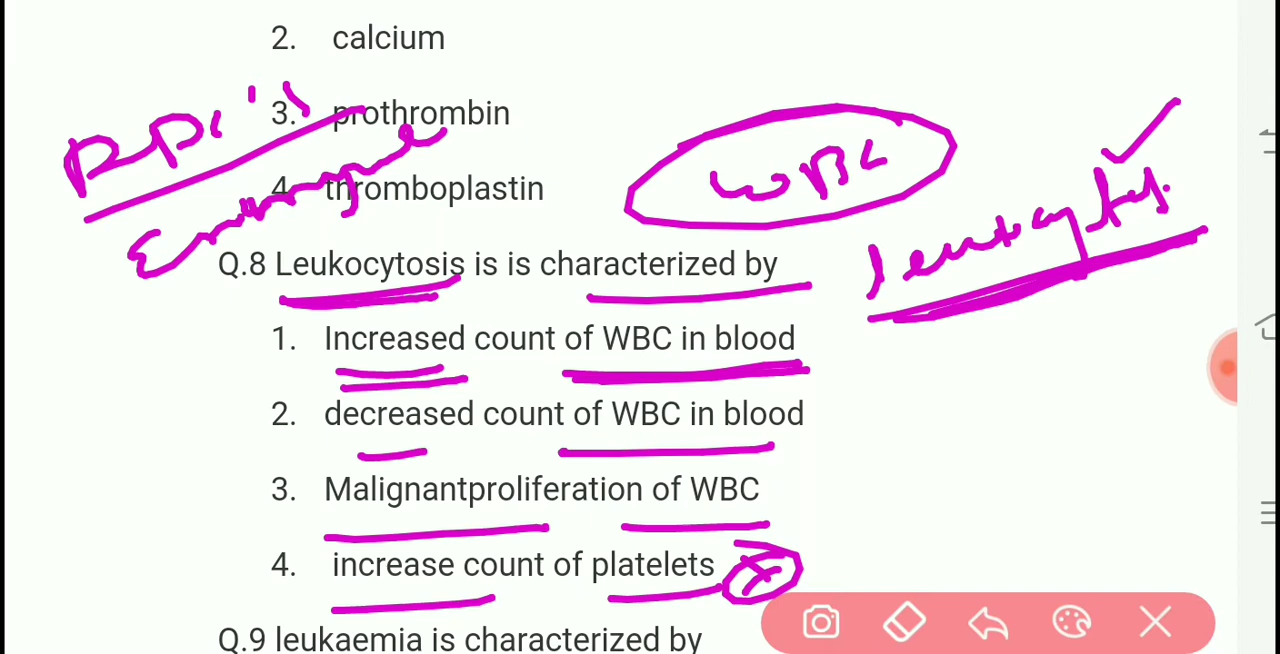 2. calcium
3. prothrombin
4. thromboplastin
WBC
Q.8 Leukocytosis is is characterized by
1. Increased count of WBC in blood
2. decreased count of WBC in blood
3. Malignantproliferation of WBC
4. increase count of platelets
Q.9 leukaemia is characterized by